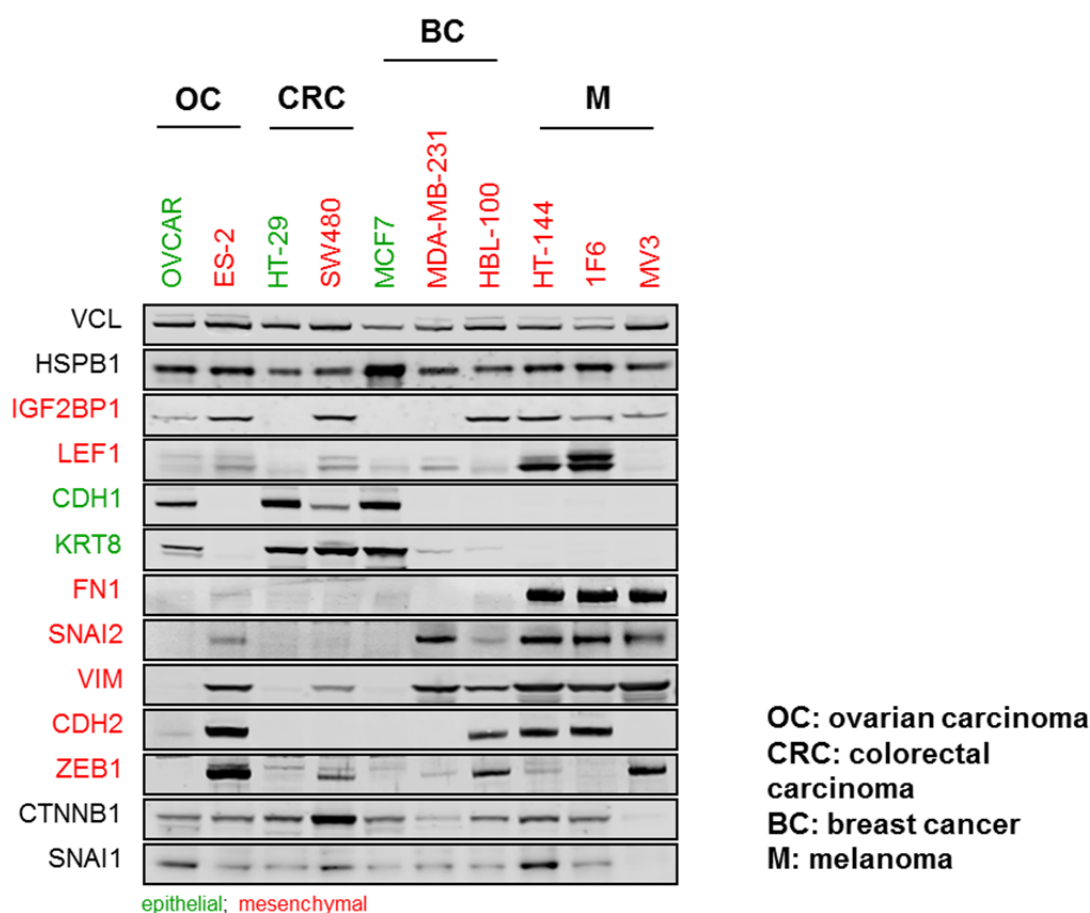 BC
OC CRC M
OVCAR ES-2 HT-29 SW480 MCF7 MDA-MB-231 HBL-100 HT-144 1F6 MV3
VCL
HSPB1
IGF2BP1
LEF1
CDH1
KRT8
FN1
SNAI2
VIM
CDH2
ZEB1
CTNNB1
SNAI1
epithelial; mesenchymal
OC: ovarian carcinoma
CRC: colorectal
carcinoma
BC: breast cancer
M: melanoma